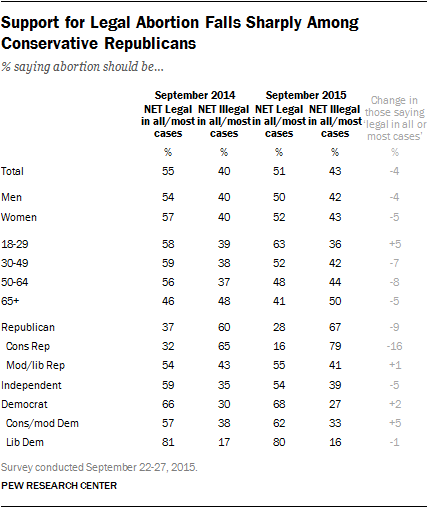 Support for Legal Abortion Falls Sharply Among
Conservative Republicans
% saying abortion should be...
September 2014 September 2015
NET Legal NET Illegal NET Legal NET Illegal Change in
in all/most in all/most in all/most in all/most those saying
cases cases cases cases 'legal in all or
most cases'
% % % % %
Total 55 40 51 43 -4
Men 54 40 50 42 -4
Women 57 40 52 43 -5
18-29 58 39 63 36 +5
30-49 59 38 52 42 -7
50-64 56 37 48 44 -8
65+ 46 48 41 50 -5
Republican 37 60 28 67 -9
Cons Rep 32 65 16 79 -16
Mod/lib Rep 54 43 55 41 +1
Independent 59 35 54 39 -5
Democrat 66 30 68 27 +2
Cons/mod Dem 57 38 62 33 +5
Lib Dem 81 17 80 16 -1
Survey conducted September 22-27, 2015.
PEW RESEARCH CENTER